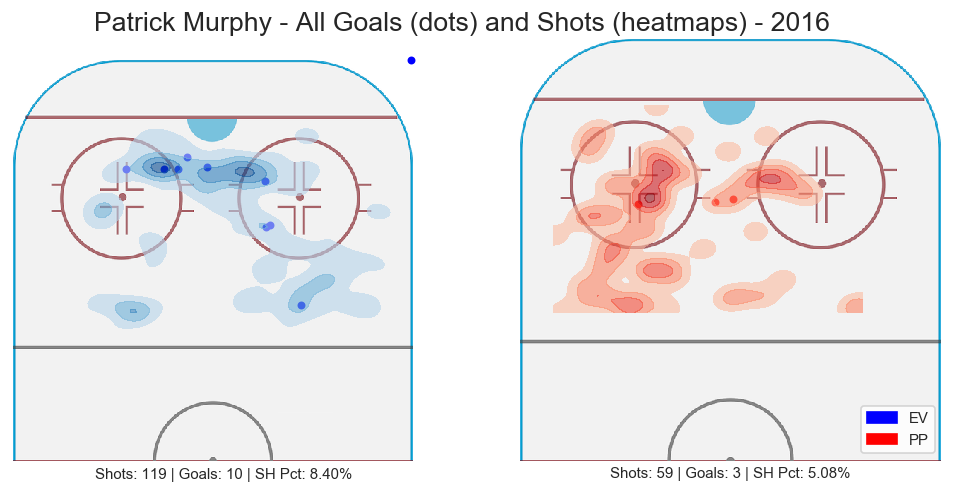 Patrick Murphy - All Goals (dots) and Shots (heatmaps) - 2016
EV
PP
Shots: 119 | Goals: 10 | SH Pct: 8.40%
Shots: 59 | Goals: 3 | SH Pct: 5.08%